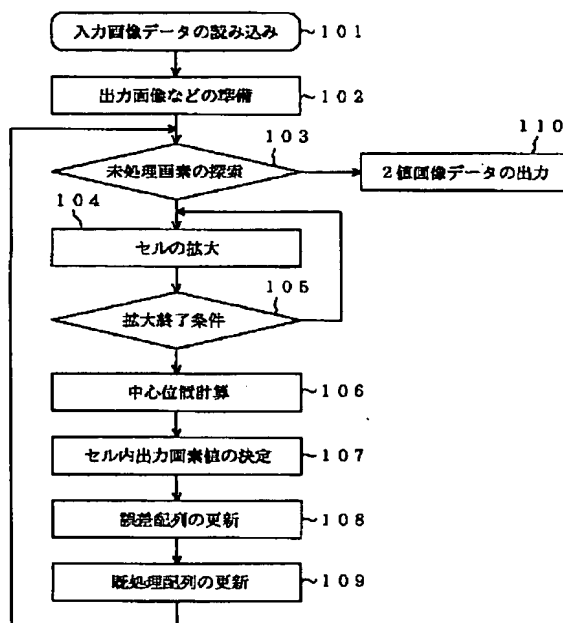 入力画像データの読み込み ～101
出力画像などの準備 ～102
103
未処理画素の探索
110
2値画像データの出力
104
セルの拡大
105
拡大終了条件
中心位置計算 ～106
セル内出力画素値の決定 ～107
誤差配列の更新 ～108
既処理配列の更新 ～109